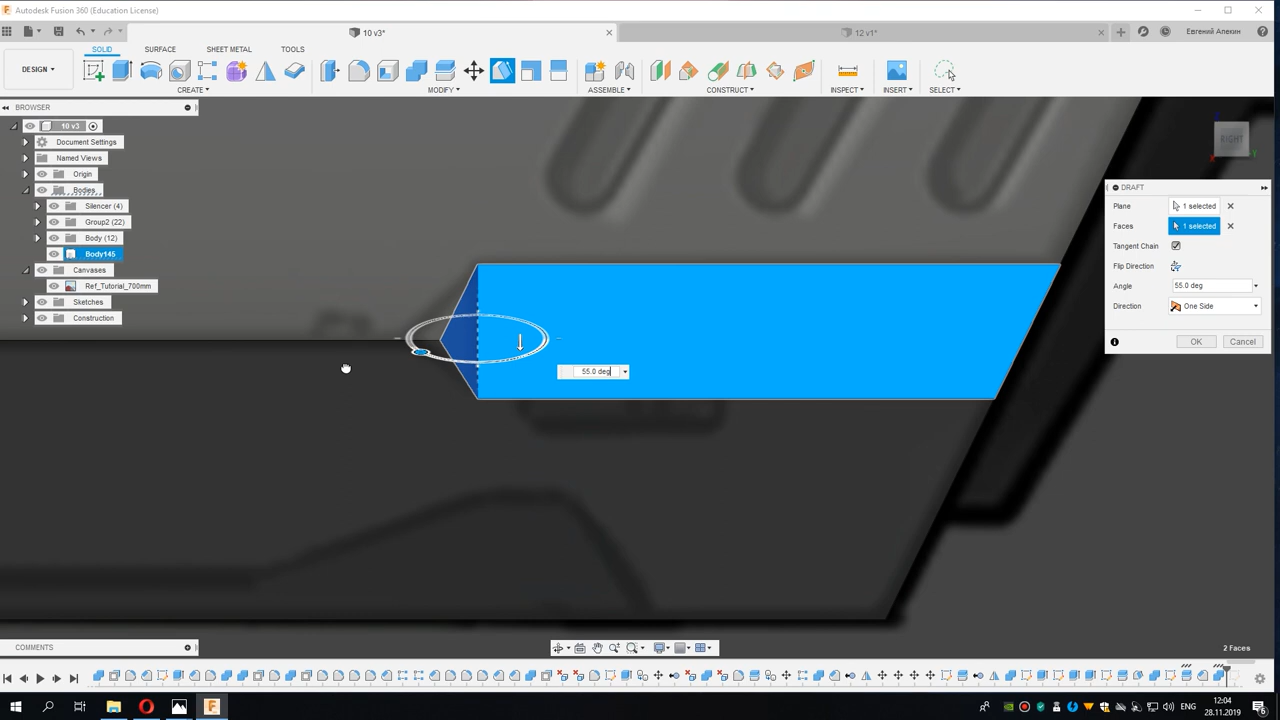 Autodesk Fusion 360 (Education License)
10 v3*
12 v1*
Евгений Апекин
SOLID SURFACE SHEET METAL TOOLS
DESIGN
CREATE
MODIFY
ASSEMBLE
CONSTRUCT
INSPECT
INSERT
SELECT
BROWSER
10 v3
Document Settings
Named Views
Origin
Bodies
Silencer (4)
Group2 (22)
Body (12)
Body145
Canvases
Ref_Tutorial_700mm
Sketches
Construction
RIGHT
X
Y
DRAFT
Plane 1 selected
Faces 1 selected
Tangent Chain
Flip Direction
Angle 55.0 deg
Direction One Side
OK Cancel
55.0 deg
COMMENTS
2 Faces
ENG
12:04
28.11.2019
6